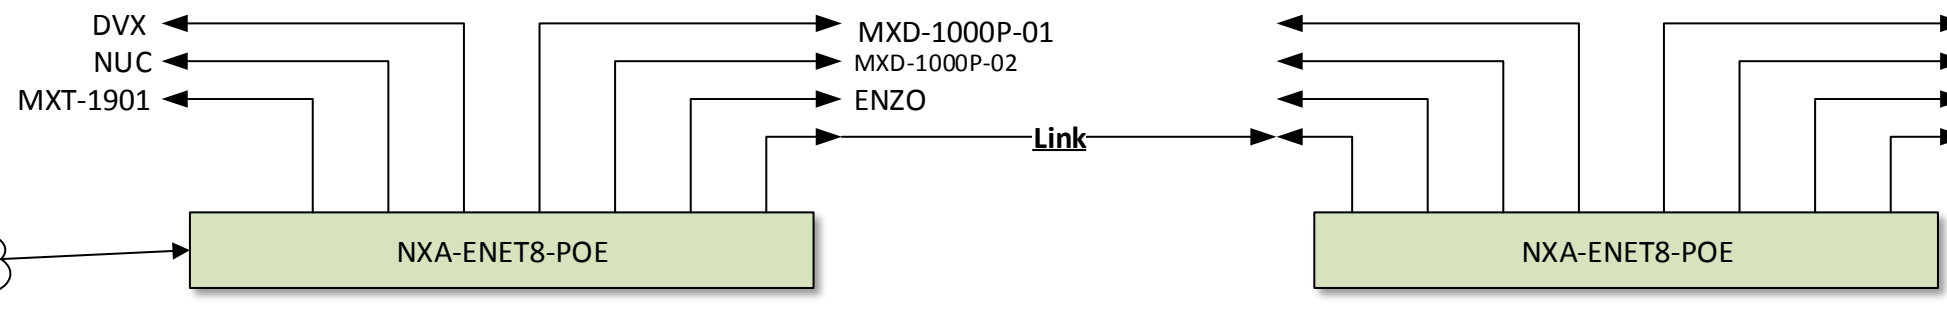 DVX
NUC
MXT-1901
MXD-1000P-01
MXD-1000P-02
ENZO
Link
NXA-ENET8-POE
NXA-ENET8-POE